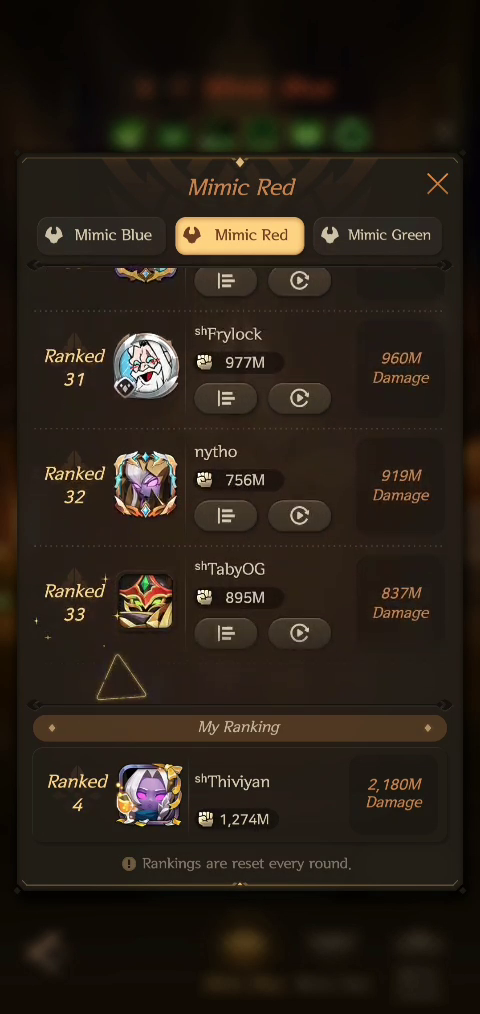 Mimic Red
Mimic Blue
Mimic Red
Mimic Green
Ranked
31
shFrylock
977M
960M
Damage
Ranked
32
nytho
756M
919M
Damage
Ranked
33
shTabyOG
895M
837M
Damage
My Ranking
Ranked
4
shThiviyan
1,274M
2,180M
Damage
Rankings are reset every round.